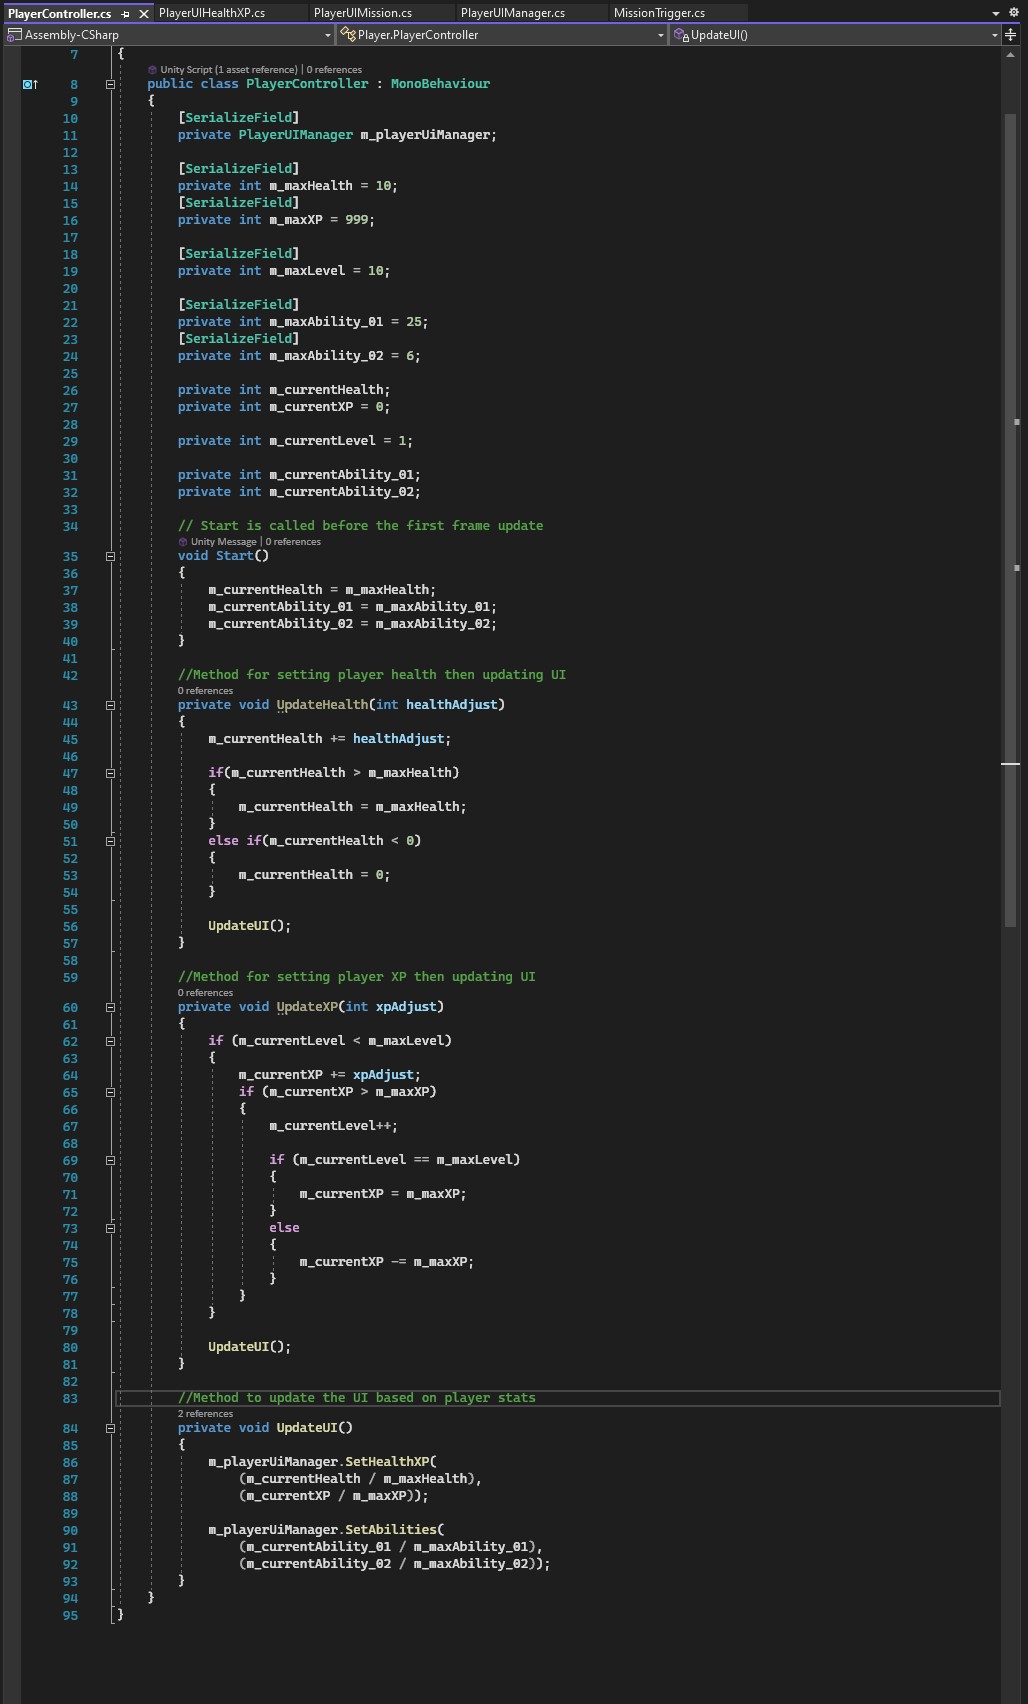 PlayerController.cs PlayerUIHealthXP.cs PlayerUIMission.cs PlayerUIManager.cs MissionTrigger.cs
Assembly-CSharp Player.PlayerController UpdateUI()
7 {
Unity Script (1 asset reference) | 0 references
8 public class PlayerController : MonoBehaviour
9 {
10 [SerializeField]
11 private PlayerUIManager m_playerUiManager;
12
13 [SerializeField]
14 private int m_maxHealth = 10;
15 [SerializeField]
16 private int m_maxXP = 999;
17
18 [SerializeField]
19 private int m_maxLevel = 10;
20
21 [SerializeField]
22 private int m_maxAbility_01 = 25;
23 [SerializeField]
24 private int m_maxAbility_02 = 6;
25
26 private int m_currentHealth;
27 private int m_currentXP = 0;
28
29 private int m_currentLevel = 1;
30
31 private int m_currentAbility_01;
32 private int m_currentAbility_02;
33
34 // Start is called before the first frame update
Unity Message | 0 references
35 void Start()
36 {
37 m_currentHealth = m_maxHealth;
38 m_currentAbility_01 = m_maxAbility_01;
39 m_currentAbility_02 = m_maxAbility_02;
40 }
41
42 //Method for setting player health then updating UI
0 references
43 private void UpdateHealth(int healthAdjust)
44 {
45 m_currentHealth += healthAdjust;
46
47 if(m_currentHealth > m_maxHealth)
48 {
49 m_currentHealth = m_maxHealth;
50 }
51 else if(m_currentHealth < 0)
52 {
53 m_currentHealth = 0;
54 }
55
56 UpdateUI();
57 }
58
59 //Method for setting player XP then updating UI
0 references
60 private void UpdateXP(int xpAdjust)
61 {
62 if (m_currentLevel < m_maxLevel)
63 {
64 m_currentXP += xpAdjust;
65 if (m_currentXP > m_maxXP)
66 {
67 m_currentLevel++;
68
69 if (m_currentLevel == m_maxLevel)
70 {
71 m_currentXP = m_maxXP;
72 }
73 else
74 {
75 m_currentXP -= m_maxXP;
76 }
77 }
78 }
79
80 UpdateUI();
81 }
82
83 //Method to update the UI based on player stats
2 references
84 private void UpdateUI()
85 {
86 m_playerUiManager.SetHealthXP(
87 (m_currentHealth / m_maxHealth),
88 (m_currentXP / m_maxXP));
89
90 m_playerUiManager.SetAbilities(
91 (m_currentAbility_01 / m_maxAbility_01),
92 (m_currentAbility_02 / m_maxAbility_02));
93 }
94 }
95 }